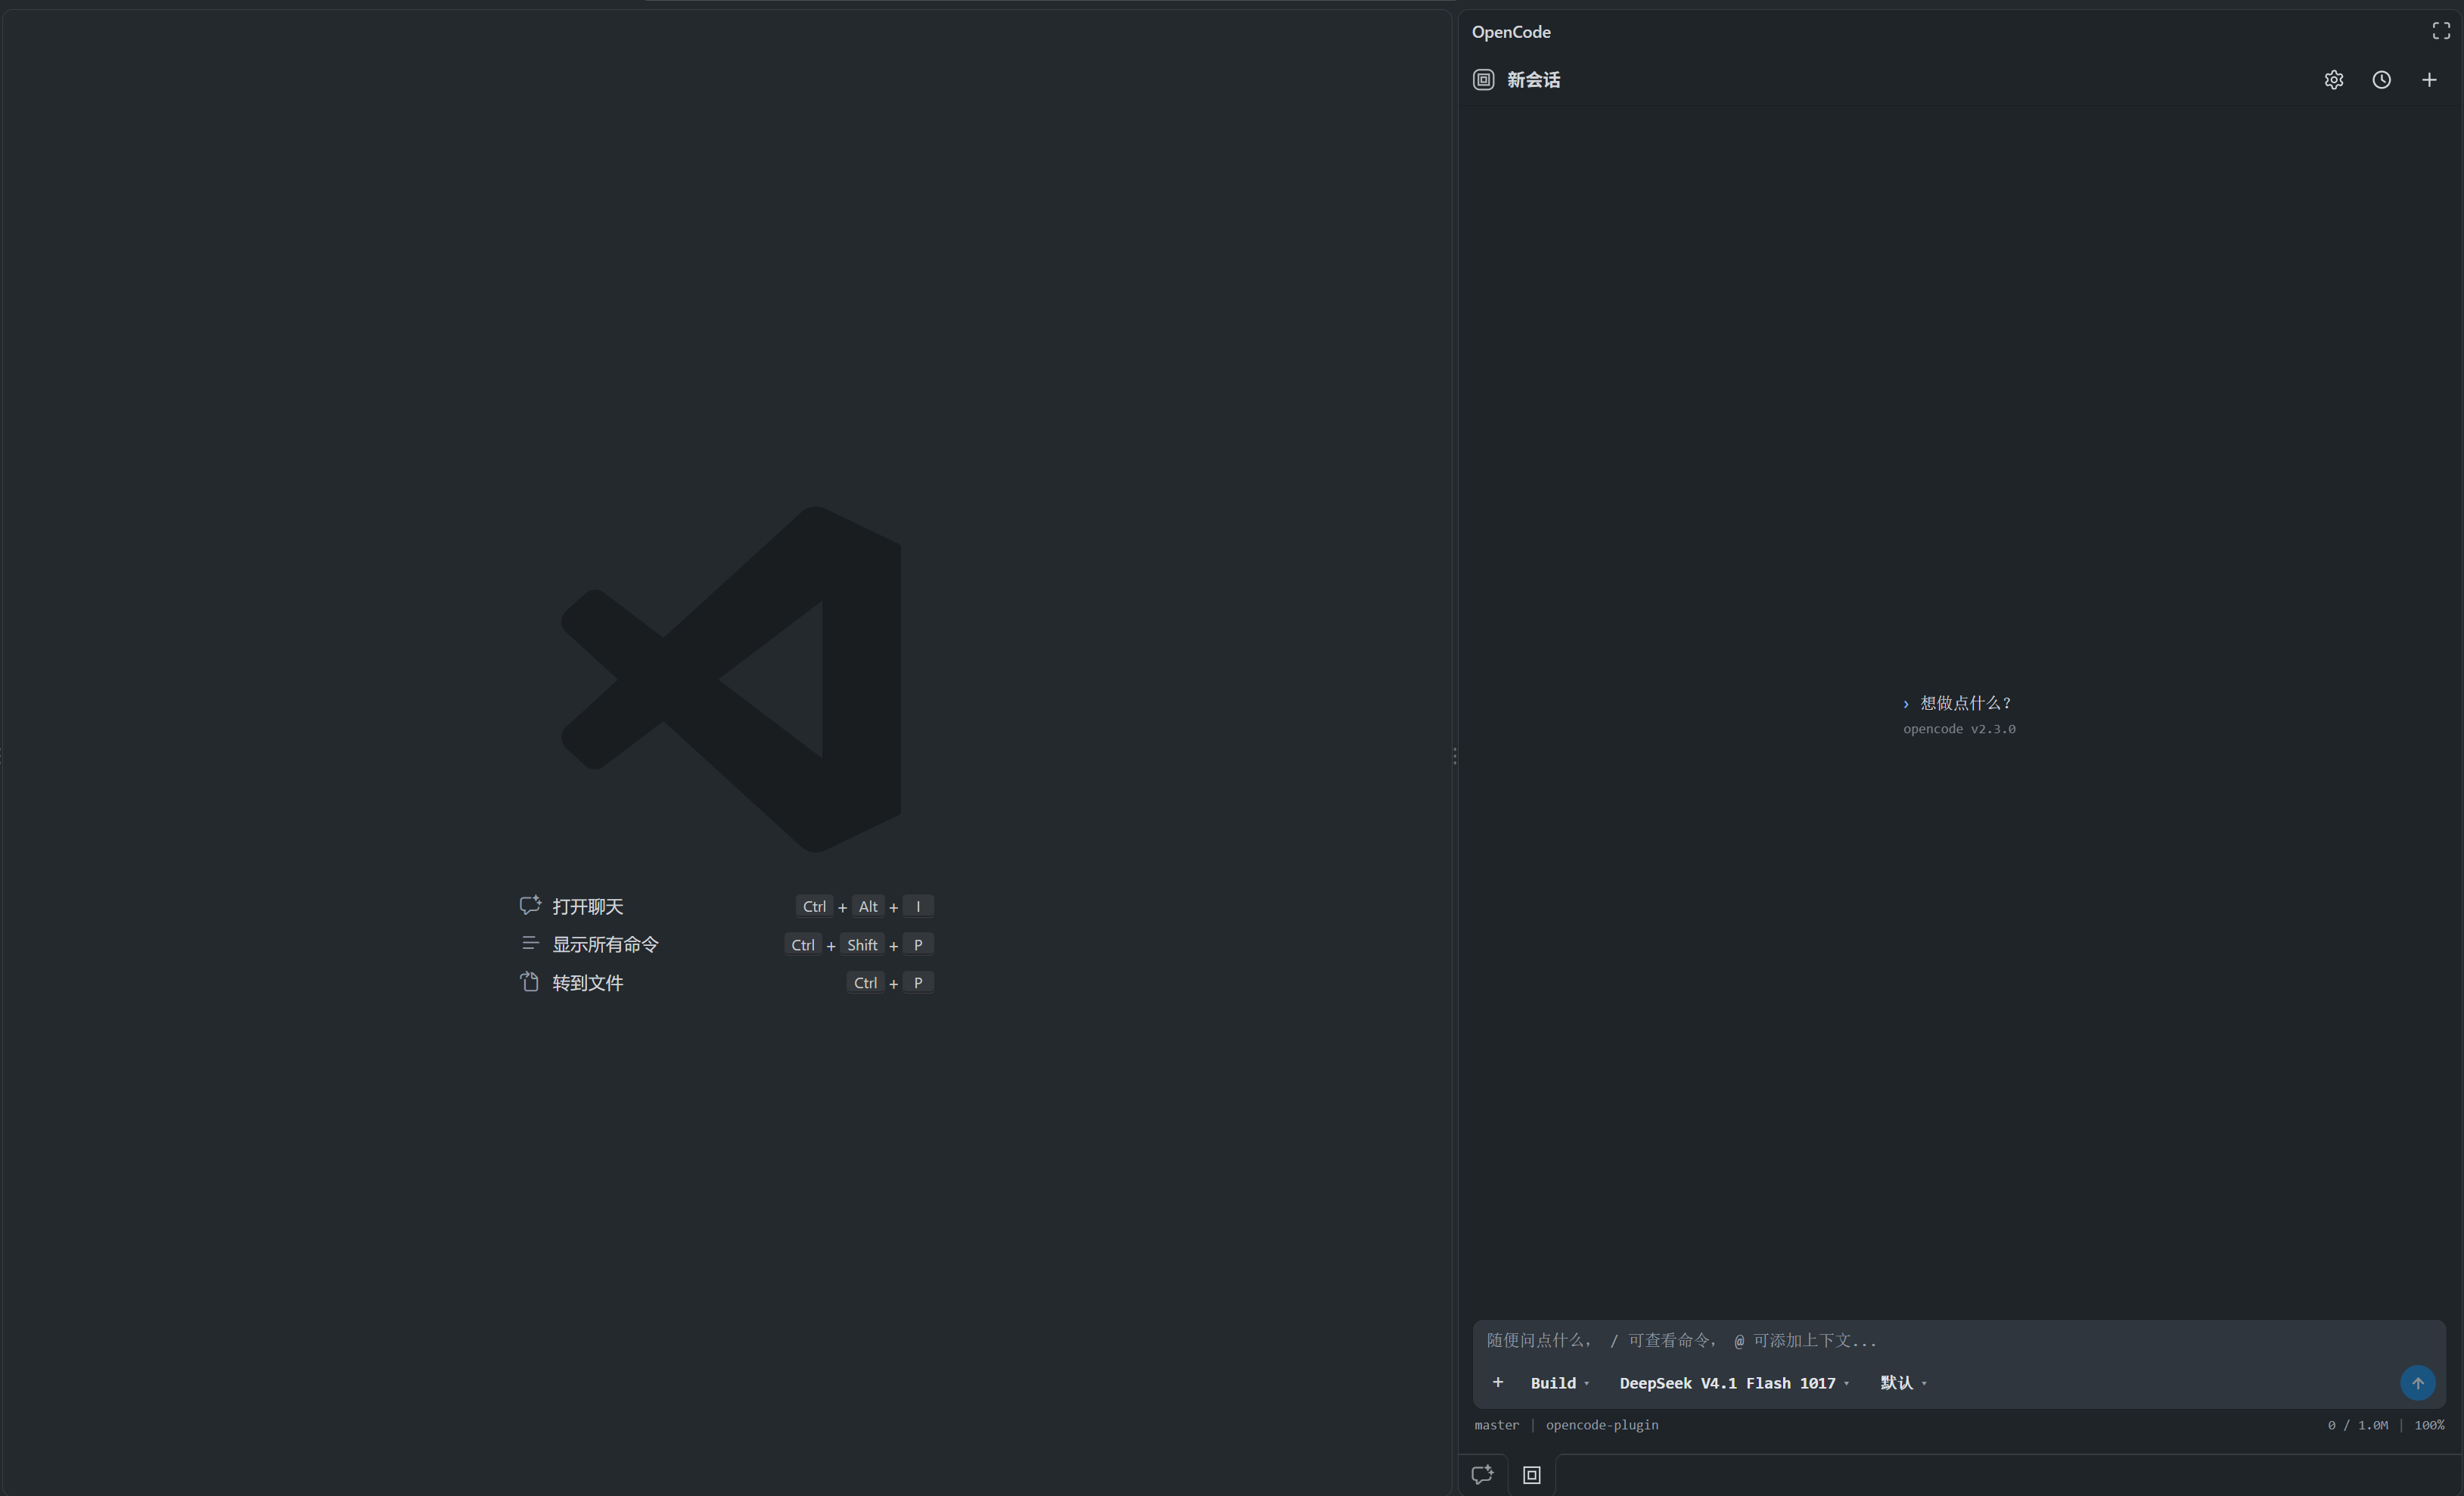 OpenCode
新会话
› 想做点什么?
opencode v2.3.0
打开聊天 Ctrl + Alt + I
显示所有命令 Ctrl + Shift + P
转到文件 Ctrl + P
随便问点什么， / 可查看命令， @ 可添加上下文...
+ Build DeepSeek V4.1 Flash 1017 默认
master | opencode-plugin 0 / 1.0M | 100%